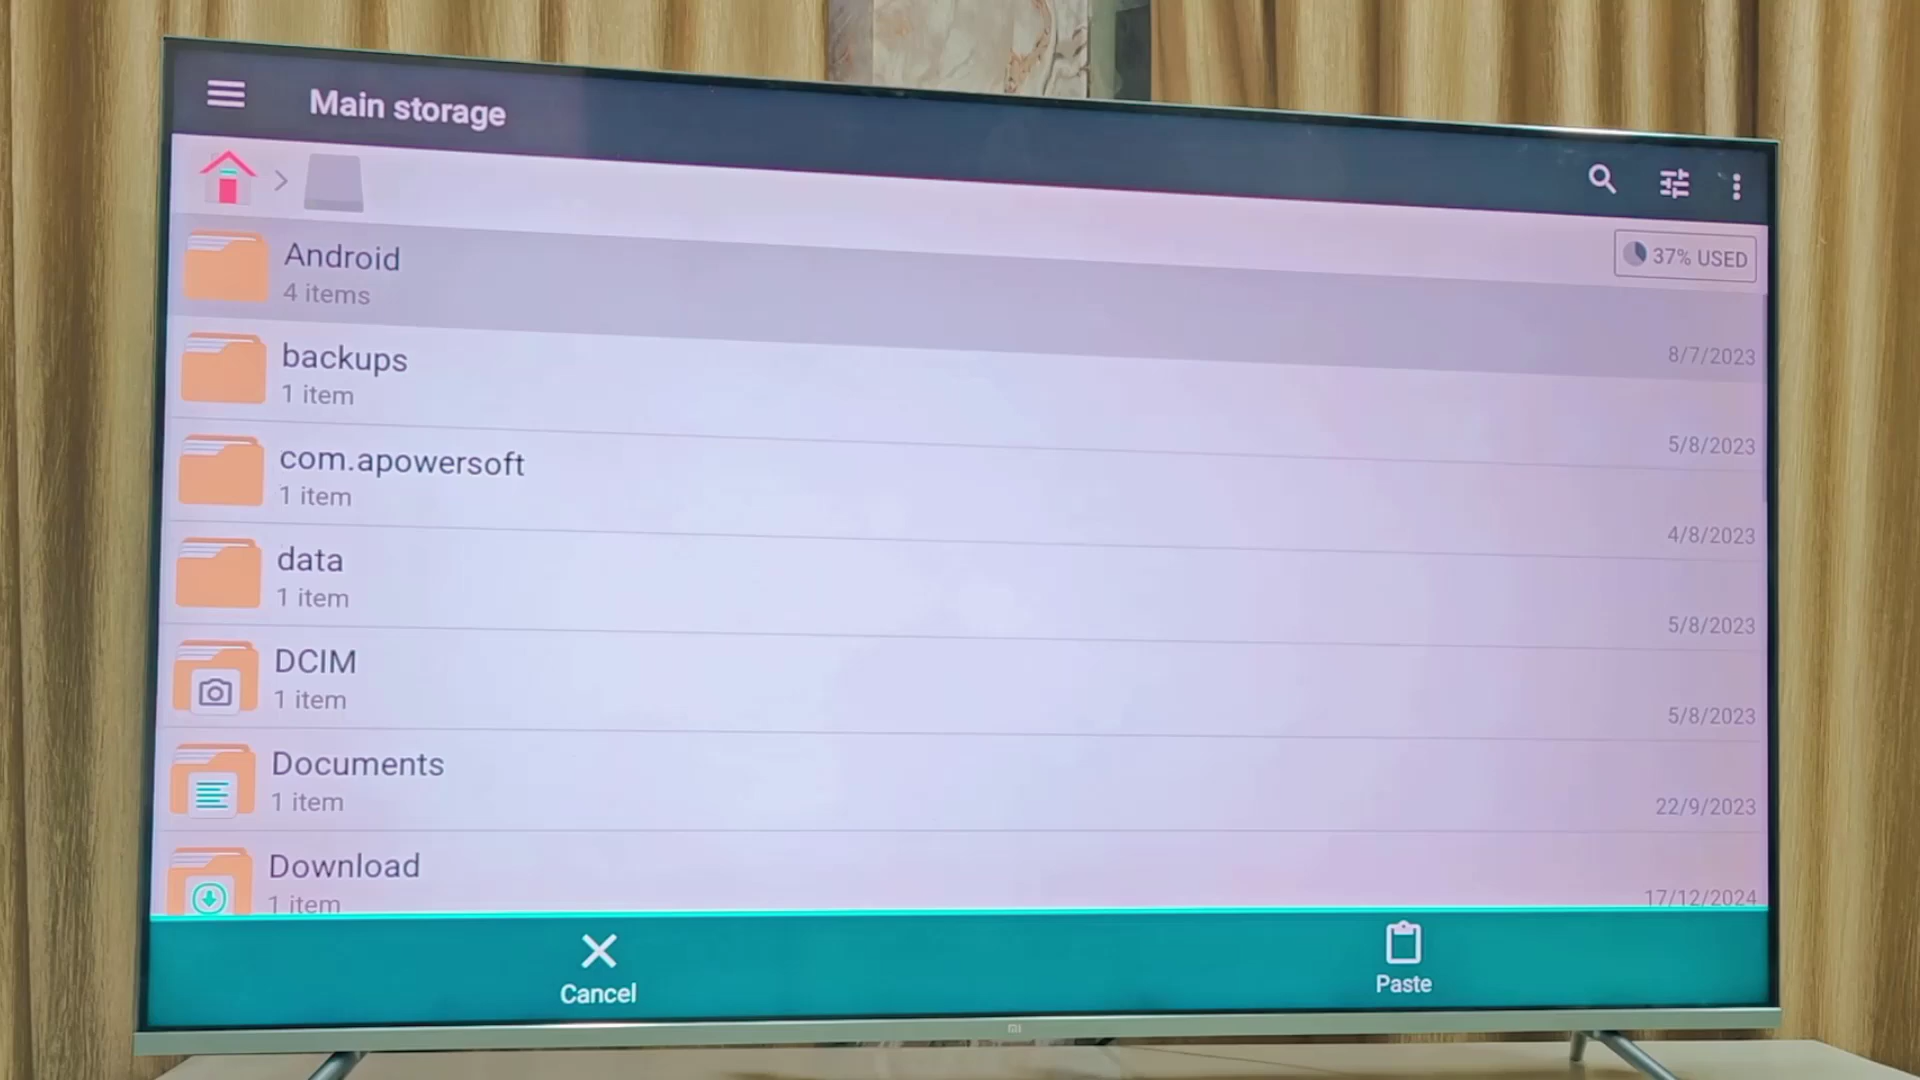 Main storage
37% USED
Android
4 items
8/7/2023
backups
1 item
5/8/2023
com.apowersoft
1 item
4/8/2023
data
1 item
5/8/2023
DCIM
1 item
5/8/2023
Documents
1 item
22/9/2023
Download
1 item
17/12/2024
Cancel
Paste
mi